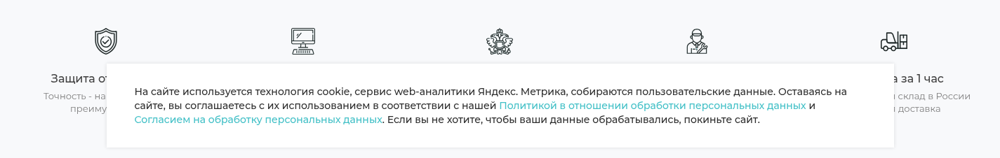 Защита
за 1 час
Точность - на
склад в России
доставка
На сайте используется технология cookie, сервис web-аналитики Яндекс. Метрика, собираются пользовательские данные. Оставаясь на
сайте, вы соглашаетесь с их использованием в соответствии с нашей Политикой в отношении обработки персональных данных и
Согласием на обработку персональных данных. Если вы не хотите, чтобы ваши данные обрабатывались, покиньте сайт.